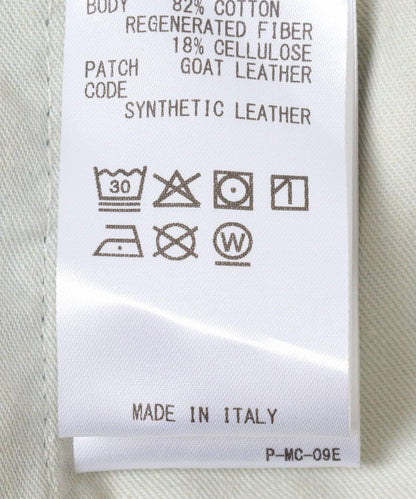 BODY 82% COTTON
REGENERATED FIBER
18% CELLULOSE
PATCH GOAT LEATHER
CODE
SYNTHETIC LEATHER
30
W
MADE IN ITALY
P-MC-09E